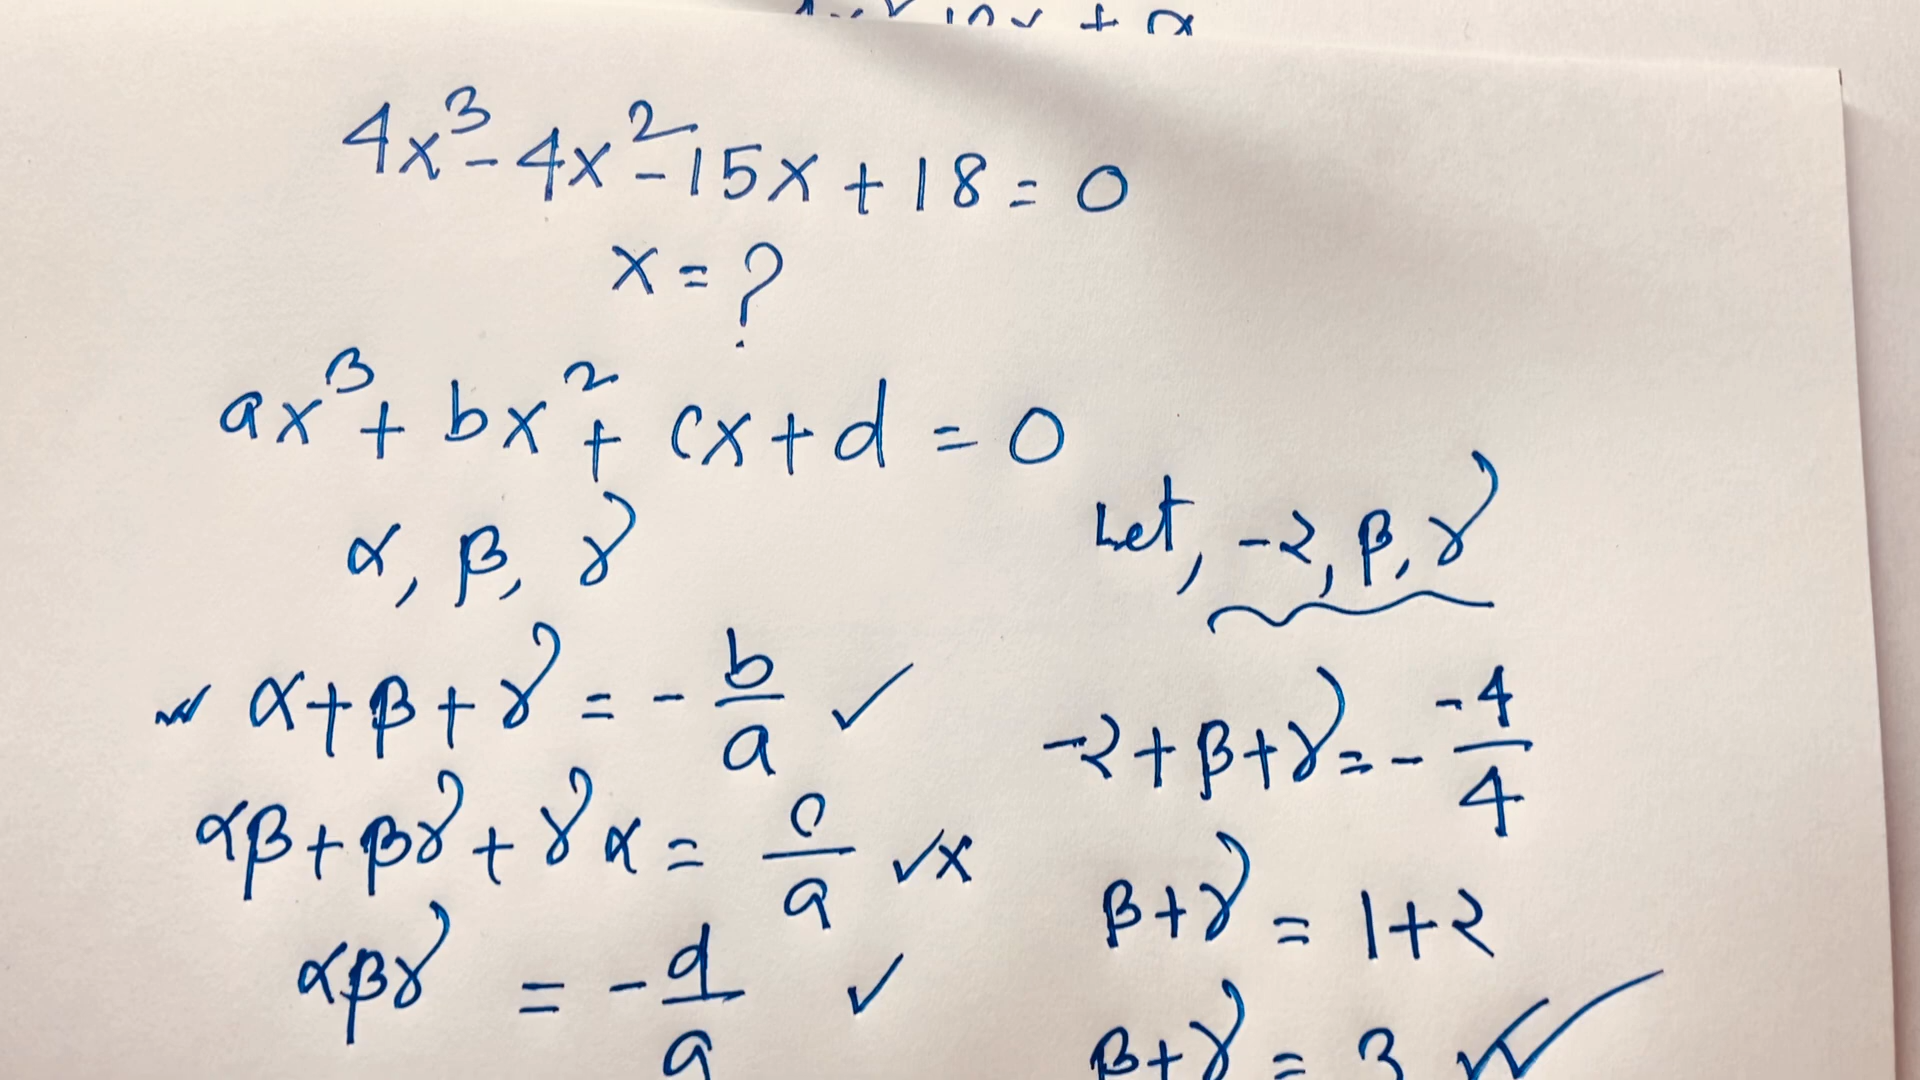 4x³ - 4x² - 15x + 18 = 0
x = ?
ax³ + bx² + cx + d = 0
α, β, γ
α + β + γ = - b/a ✓
αβ + βγ + γα = c/a ✓x
αβγ = - d/a ✓
Let, -2, β, γ
-2 + β + γ = - -4/4
β + γ = 1 + 2
β + γ = 3 ✓✓